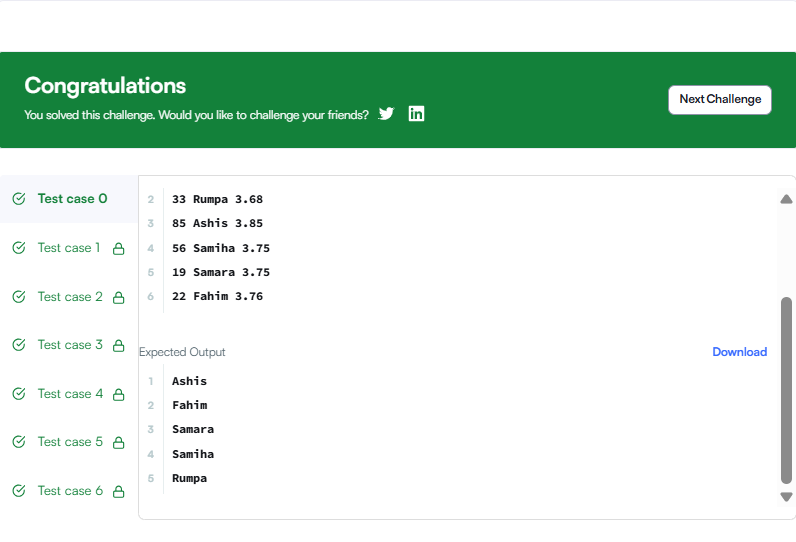 Congratulations
You solved this challenge. Would you like to challenge your friends?
Next Challenge
Test case 0
Test case 1
Test case 2
Test case 3
Test case 4
Test case 5
Test case 6
2 33 Rumpa 3.68
3 85 Ashis 3.85
4 56 Samiha 3.75
5 19 Samara 3.75
6 22 Fahim 3.76
Expected Output
Download
1 Ashis
2 Fahim
3 Samara
4 Samiha
5 Rumpa